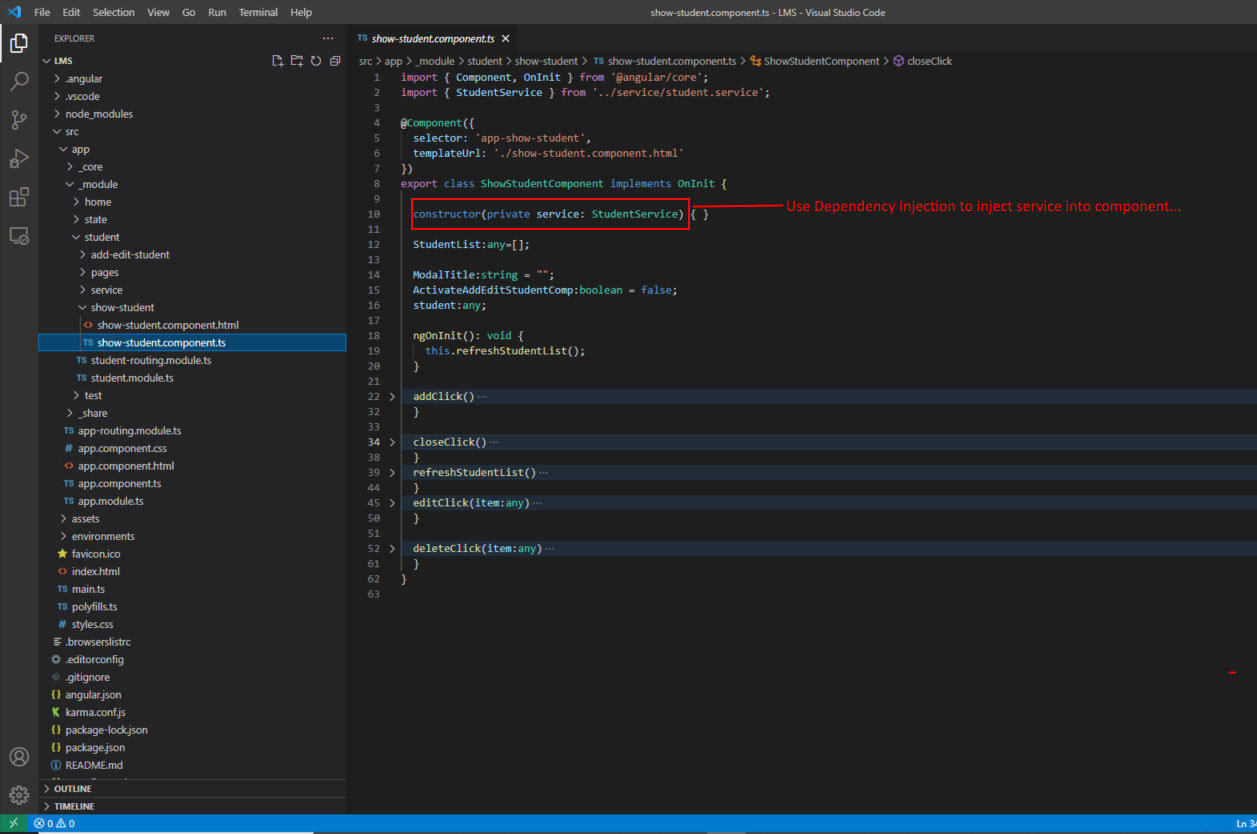 File Edit Selection View Go Run Terminal Help
show-student.component.ts - LMS - Visual Studio Code
EXPLORER
LMS
.angular
.vscode
node_modules
src
app
_core
_module
home
state
student
add-edit-student
pages
service
show-student
show-student.component.html
TS show-student.component.ts
TS student-routing.module.ts
TS student.module.ts
test
_share
TS app-routing.module.ts
# app.component.css
<> app.component.html
TS app.component.ts
TS app.module.ts
assets
environments
favicon.ico
<> index.html
TS main.ts
TS polyfills.ts
# styles.css
.browserslistrc
.editorconfig
.gitignore
{} angular.json
karma.conf.js
{} package-lock.json
{} package.json
README.md
OUTLINE
TIMELINE
TS show-student.component.ts
src > app > _module > student > show-student > TS show-student.component.ts > ShowStudentComponent > closeClick
1 import { Component, OnInit } from '@angular/core';
2 import { StudentService } from '../service/student.service';
3
4 @Component({
5 selector: 'app-show-student',
6 templateUrl: './show-student.component.html'
7 })
8 export class ShowStudentComponent implements OnInit {
9
10 constructor(private service: StudentService) { }
Use Dependency Injection to inject service into component...
11
12 StudentList:any=[];
13
14 ModalTitle:string = "";
15 ActivateAddEditStudentComp:boolean = false;
16 student:any;
17
18 ngOnInit(): void {
19 this.refreshStudentList();
20 }
21
22 addClick()...
32 }
33
34 closeClick()...
38 }
39 refreshStudentList()...
44 }
45 editClick(item:any)...
50 }
51
52 deleteClick(item:any)...
61 }
62 }
63
0 0
Ln 34